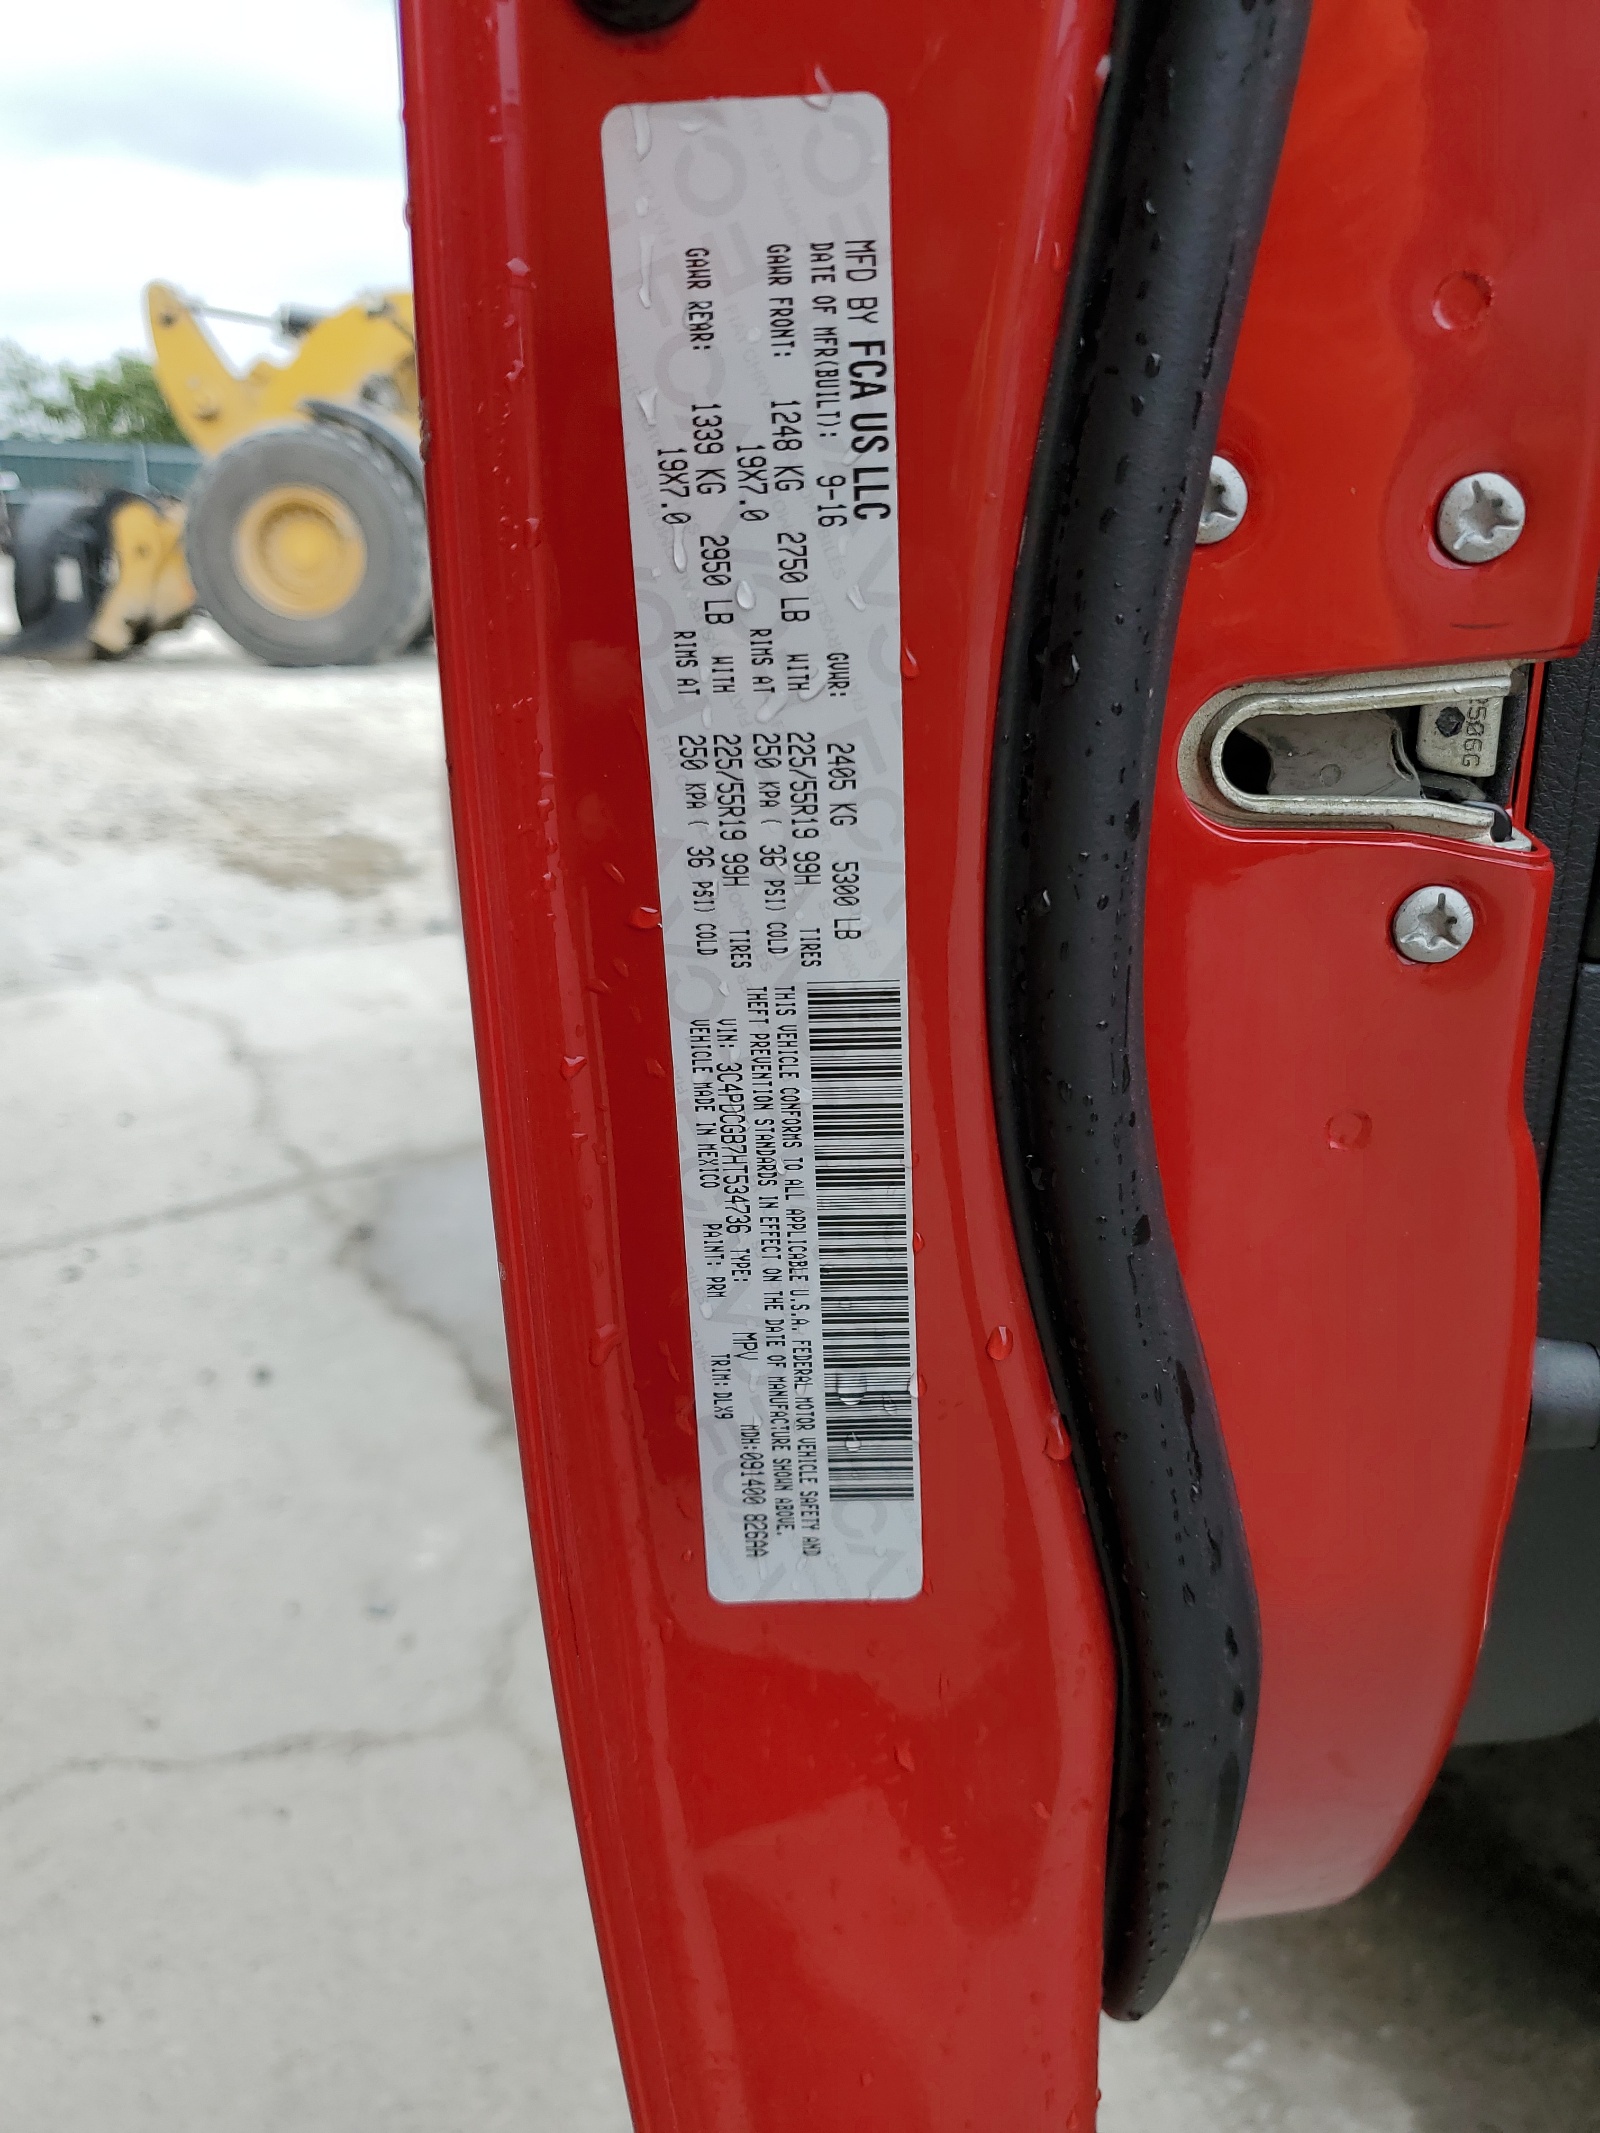 MFD BY FCA US LLC
DATE OF MFR(BUILT): 9-16 GVWR: 2405 KG 5300 LB
GAWR FRONT: 1248 KG 2750 LB WITH 225/55R19 99H TIRES
19X7.0 RIMS AT 250 KPA ( 36 PSI) COLD
GAWR REAR: 1339 KG 2950 LB WITH 225/55R19 99H TIRES
19X7.0 RIMS AT 250 KPA ( 36 PSI) COLD
THIS VEHICLE CONFORMS TO ALL APPLICABLE U.S.A. FEDERAL MOTOR VEHICLE SAFETY AND
THEFT PREVENTION STANDARDS IN EFFECT ON THE DATE OF MANUFACTURE SHOWN ABOVE.
VIN: 3C4PDCGB7HT534736 TYPE: MPV MDH:091400 826AA
VEHICLE MADE IN MEXICO PAINT: PRM TRIM: DLX9